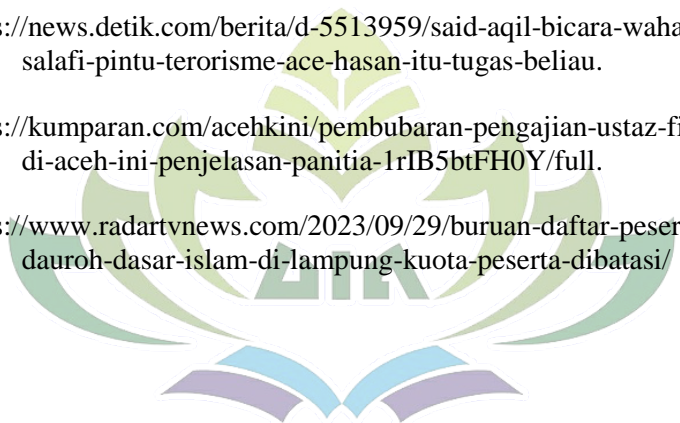 s://news.detik.com/berita/d-5513959/said-aqil-bicara-waha
salafi-pintu-terorisme-ace-hasan-itu-tugas-beliau.
s://kumparan.com/acehkini/pembubaran-pengajian-ustaz-fi
di-aceh-ini-penjelasan-panitia-1rIB5btFH0Y/full.
s://www.radartvnews.com/2023/09/29/buruan-daftar-peser
dauroh-dasar-islam-di-lampung-kuota-peserta-dibatasi/